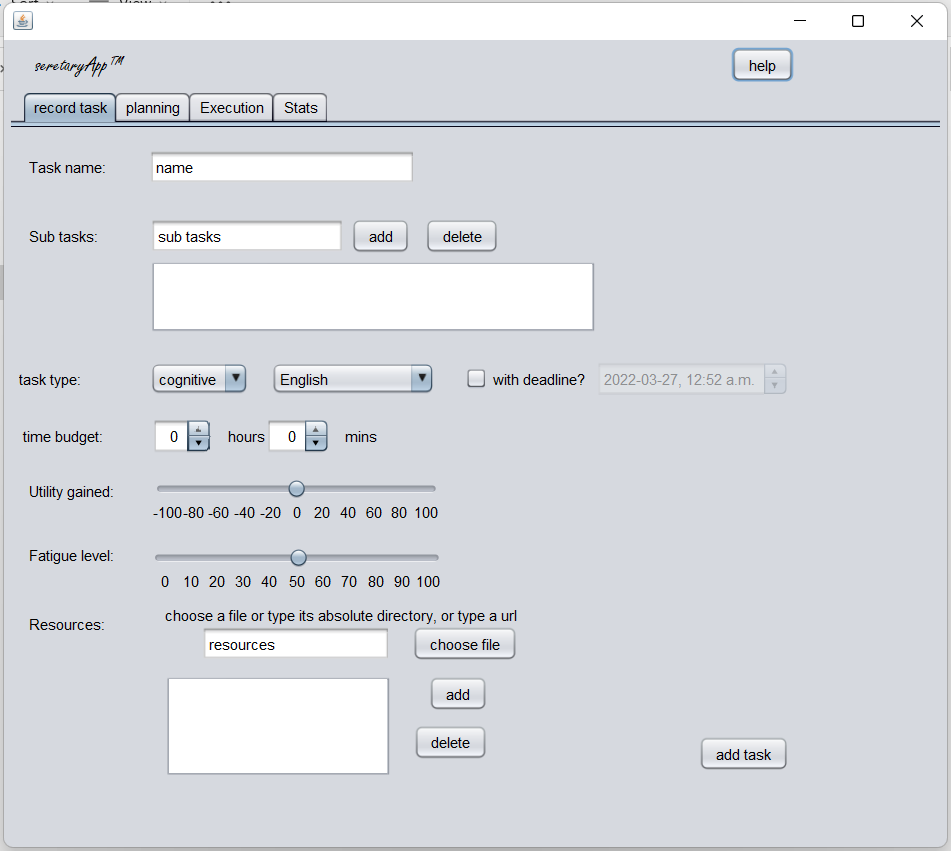 seretaryApp™
help
record task planning Execution Stats
Task name: name
Sub tasks: sub tasks add delete
task type: cognitive English with deadline? 2022-03-27, 12:52 a.m.
time budget: 0 hours 0 mins
Utility gained:
-100 -80 -60 -40 -20 0 20 40 60 80 100
Fatigue level:
0 10 20 30 40 50 60 70 80 90 100
choose a file or type its absolute directory, or type a url
Resources:
resources choose file
add
delete
add task